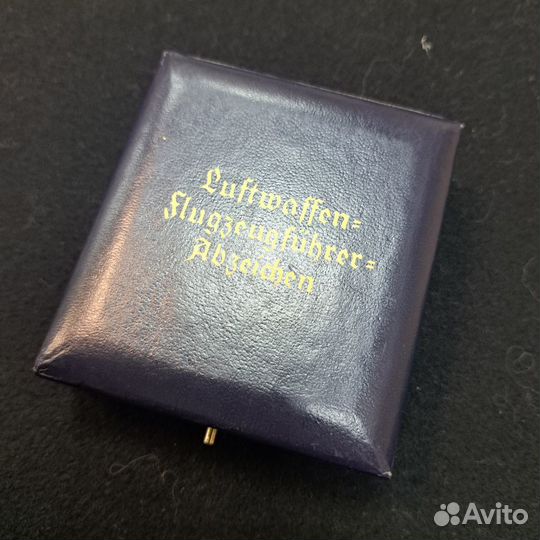 Luftwaffen=
Flugzeugführer=
Abzeichen
Avito